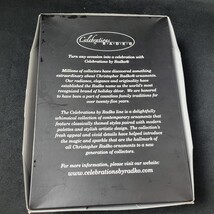 Celebrations
BY RADKO
Turn any occasion into a celebration with
Celebrations by Radko.
Millions of collectors have discovered something
extraordinary about Christopher Radko® ornaments.
Our radiance, elegance and originality have
established the Radko name as the world's most
recognized brand of holiday décor. We are honored
to have been a part of countless family traditions for
over twenty-five years.
The Celebrations by Radko line is a delightfully
whimsical collection of contemporary ornaments that
feature classically themed styles paired with modern
palettes and stylish artistic designs. The collection's
fresh appeal and sized details have helped introduce
the magic and sparkle that are the hallmark of
all Christopher Radko ornaments to a new
generation of collectors.
For more information, please visit our website:
www.celebrationsbyradko.com